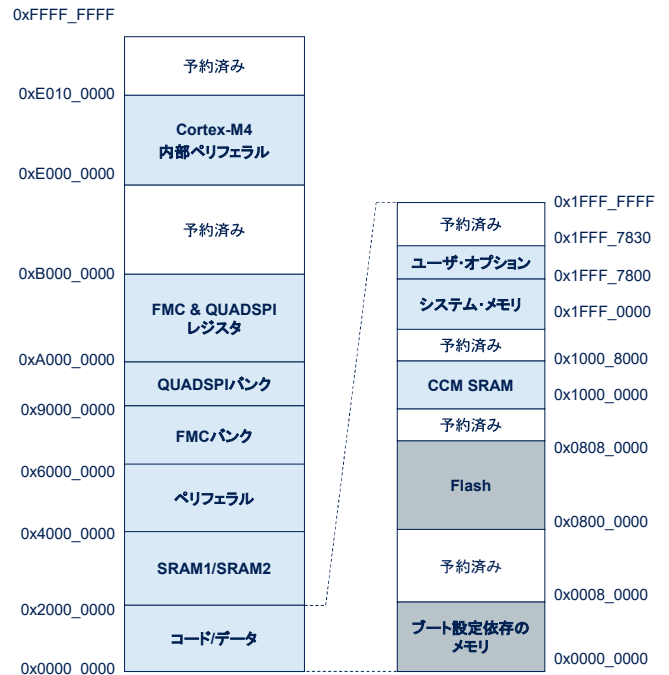 0xFFFF_FFFF
予約済み
0xE010_0000
Cortex-M4
内部ペリフェラル
0xE000_0000
予約済み
0xB000_0000
FMC & QUADSPI
レジスタ
0xA000_0000
QUADSPIバンク
0x9000_0000
FMCバンク
0x6000_0000
ペリフェラル
0x4000_0000
SRAM1/SRAM2
0x2000_0000
コード/データ
0x0000_0000
0x1FFF_FFFF
予約済み
0x1FFF_7830
ユーザ・オプション
0x1FFF_7800
システム・メモリ
0x1FFF_0000
予約済み
0x1000_8000
CCM SRAM
0x1000_0000
予約済み
0x0808_0000
Flash
0x0800_0000
予約済み
0x0008_0000
ブート設定依存の
メモリ
0x0000_0000